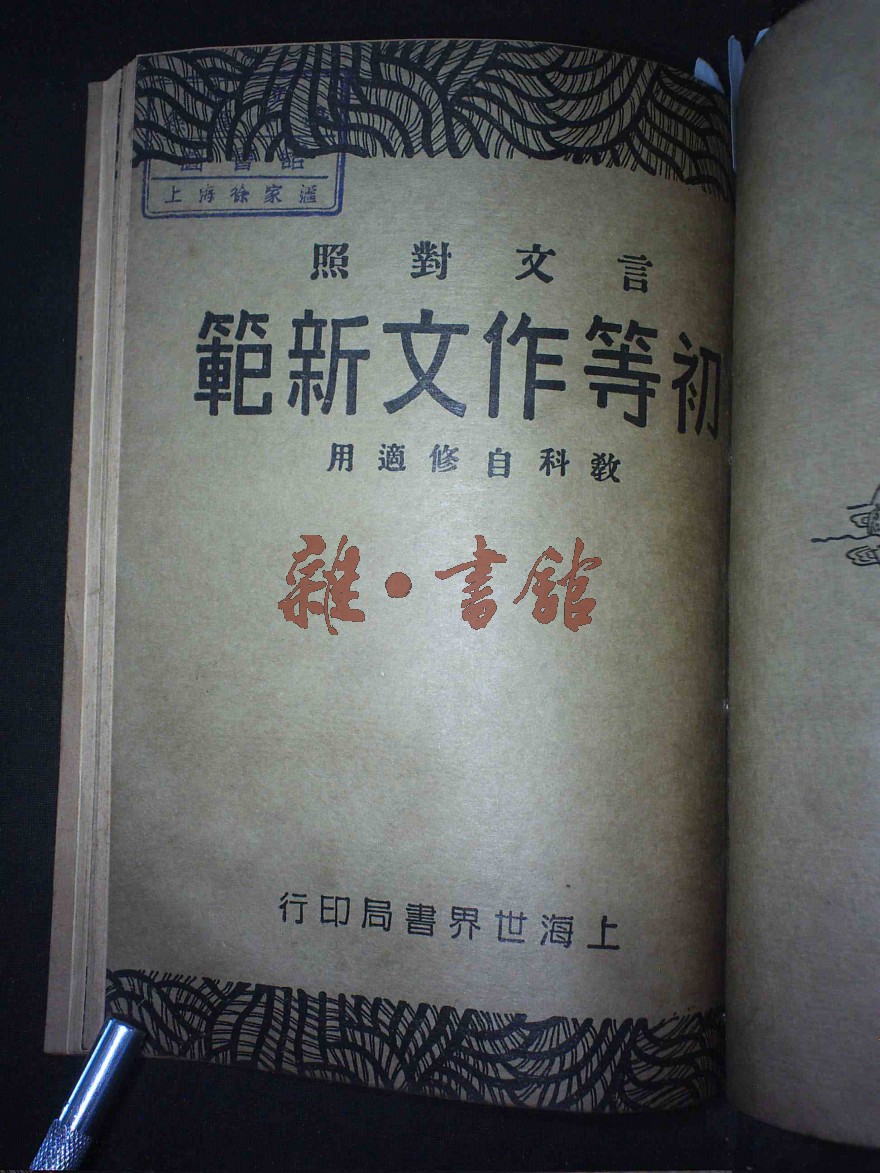 圖書館
上海徐家滙
言文對照
初等作文新範
教科自修適用
雜·書館
上海世界書局印行